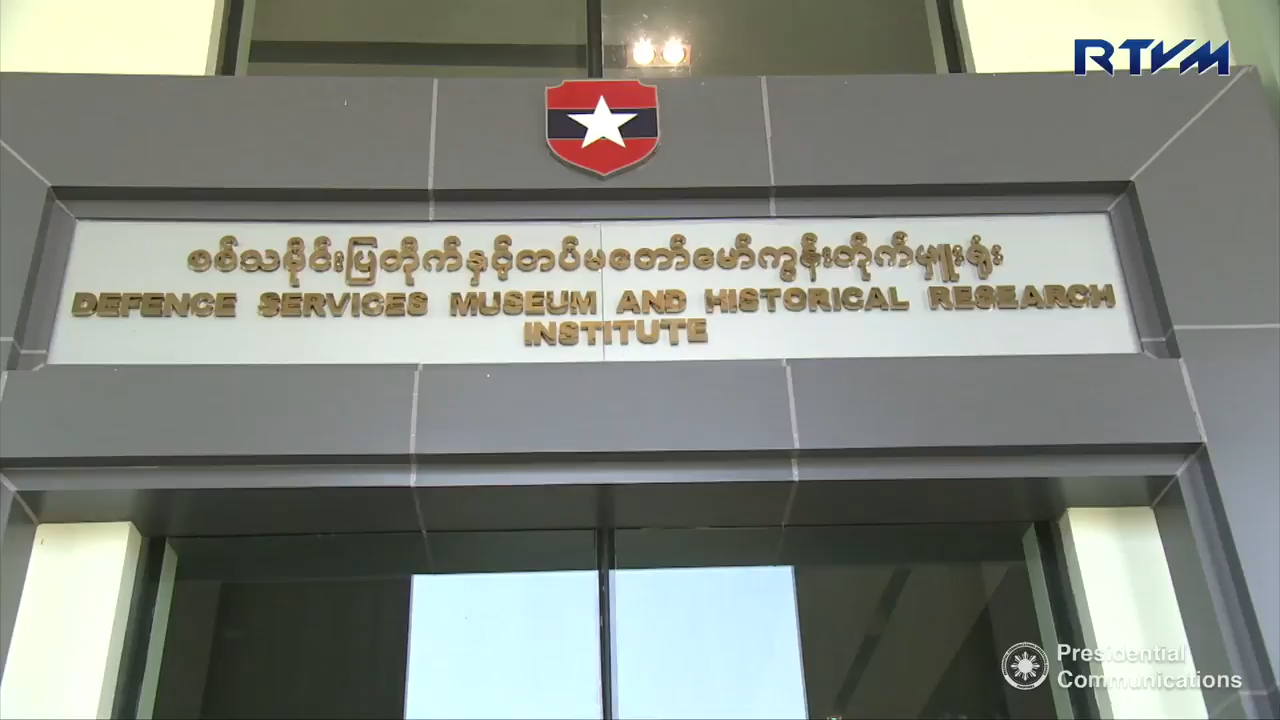 RTVM
စစ်သမိုင်းပြတိုက်နှင့်တပ်မတော်မော်ကွန်းတိုက်မှူးရုံး
DEFENCE SERVICES MUSEUM AND HISTORICAL RESEARCH
INSTITUTE
Presidential
Communications